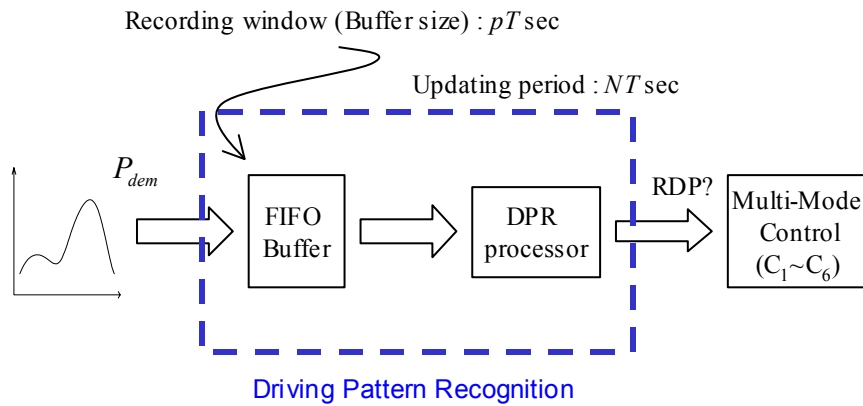 Recording window (Buffer size) : pT sec
Updating period : NT sec
P_dem
FIFO
Buffer
DPR
processor
RDP?
Multi-Mode
Control
(C₁~C₆)
Driving Pattern Recognition